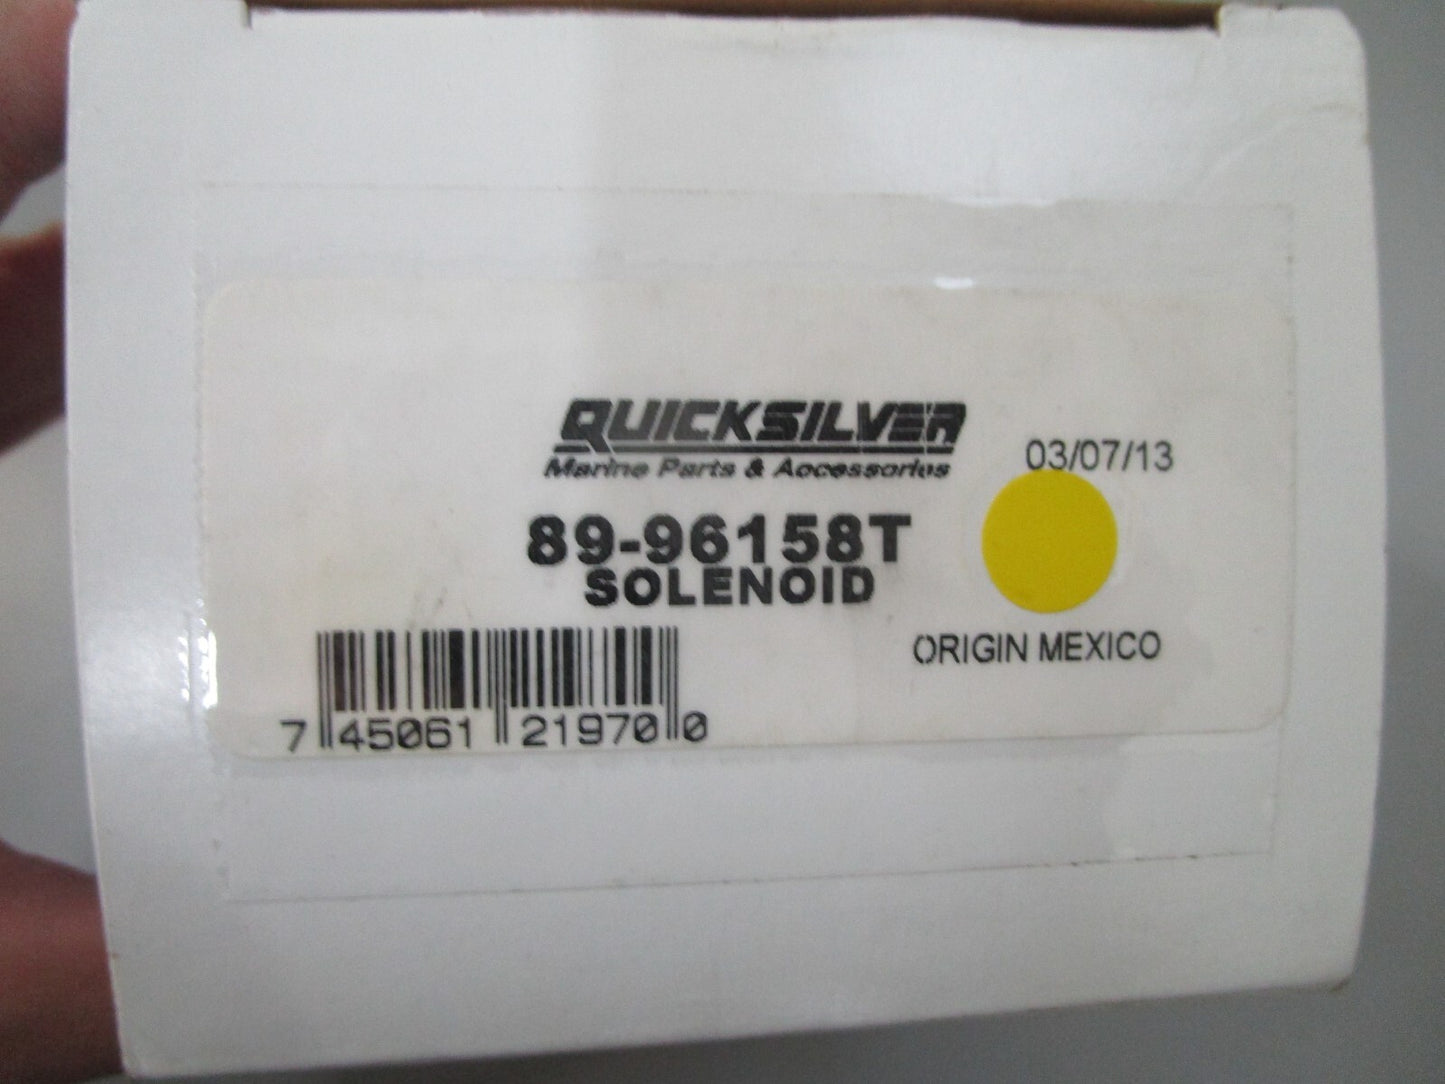 QUICKSILVER
Marine Parts & Accessories
03/07/13
89-96158T
SOLENOID
ORIGIN MEXICO
7 45061 21970 0